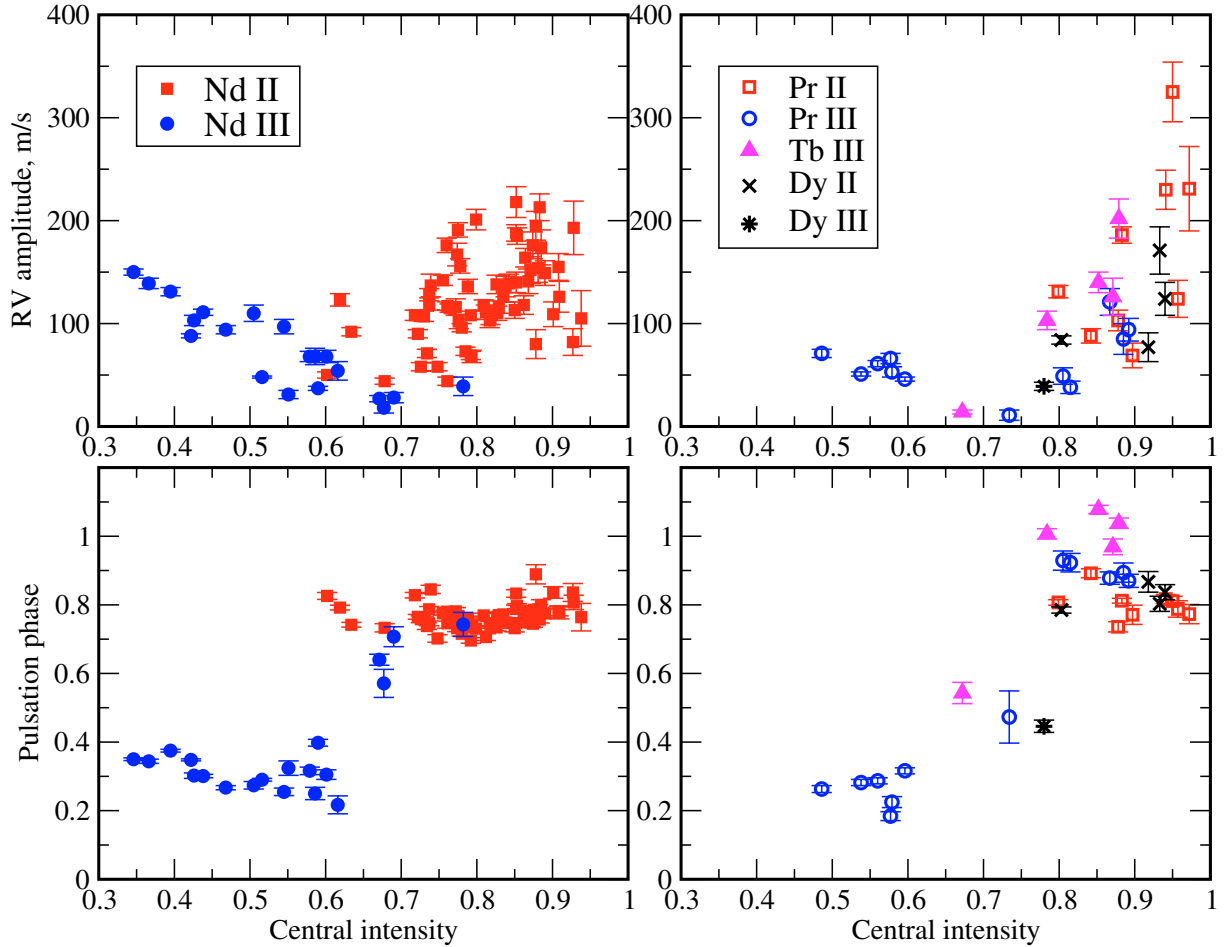 400
300
200
100
0
RV amplitude, m/s
Nd II
Nd III
0.3 0.4 0.5 0.6 0.7 0.8 0.9 1
400
300
200
100
0
Pr II
Pr III
Tb III
Dy II
Dy III
0.3 0.4 0.5 0.6 0.7 0.8 0.9 1
1
0.8
0.6
0.4
0.2
0
Pulsation phase
0.3 0.4 0.5 0.6 0.7 0.8 0.9 1
Central intensity
1
0.8
0.6
0.4
0.2
0
0.3 0.4 0.5 0.6 0.7 0.8 0.9 1
Central intensity